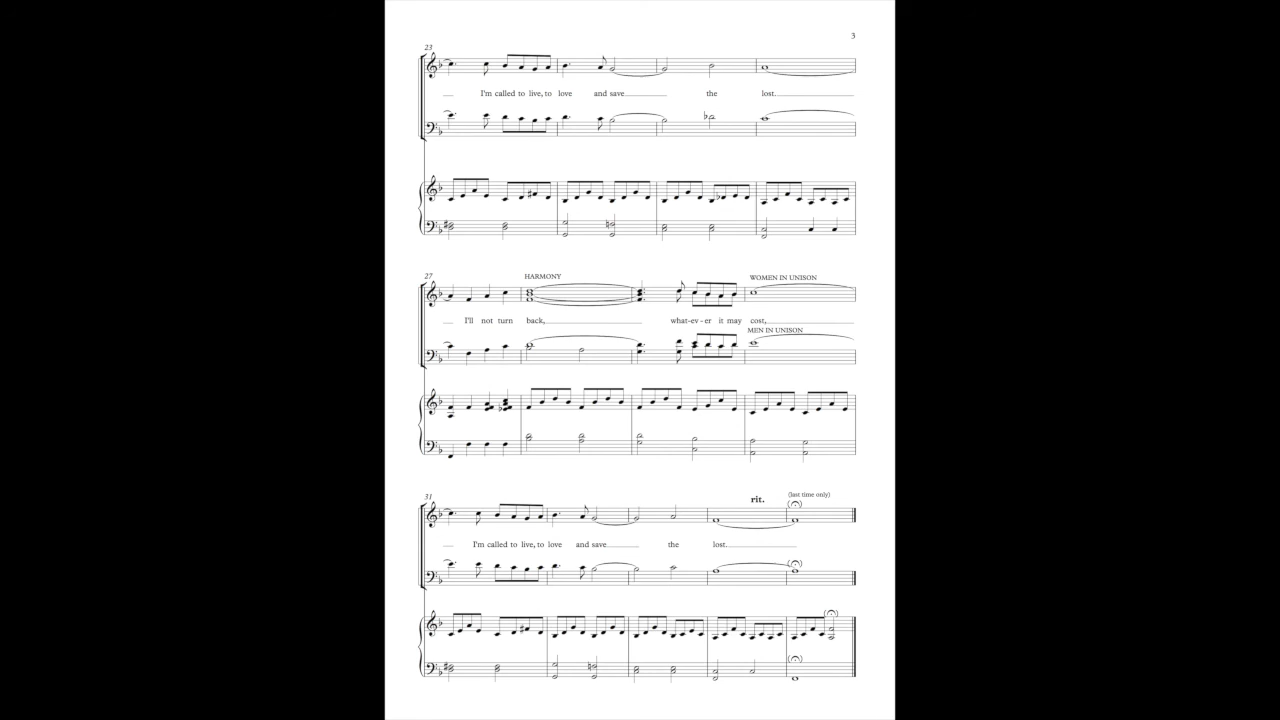 3
23
I'm called to live, to love and save the lost.
27
HARMONY
WOMEN IN UNISON
I'll not turn back, what-ev-er it may cost,
MEN IN UNISON
31
rit. (last time only)
I'm called to live, to love and save the lost.